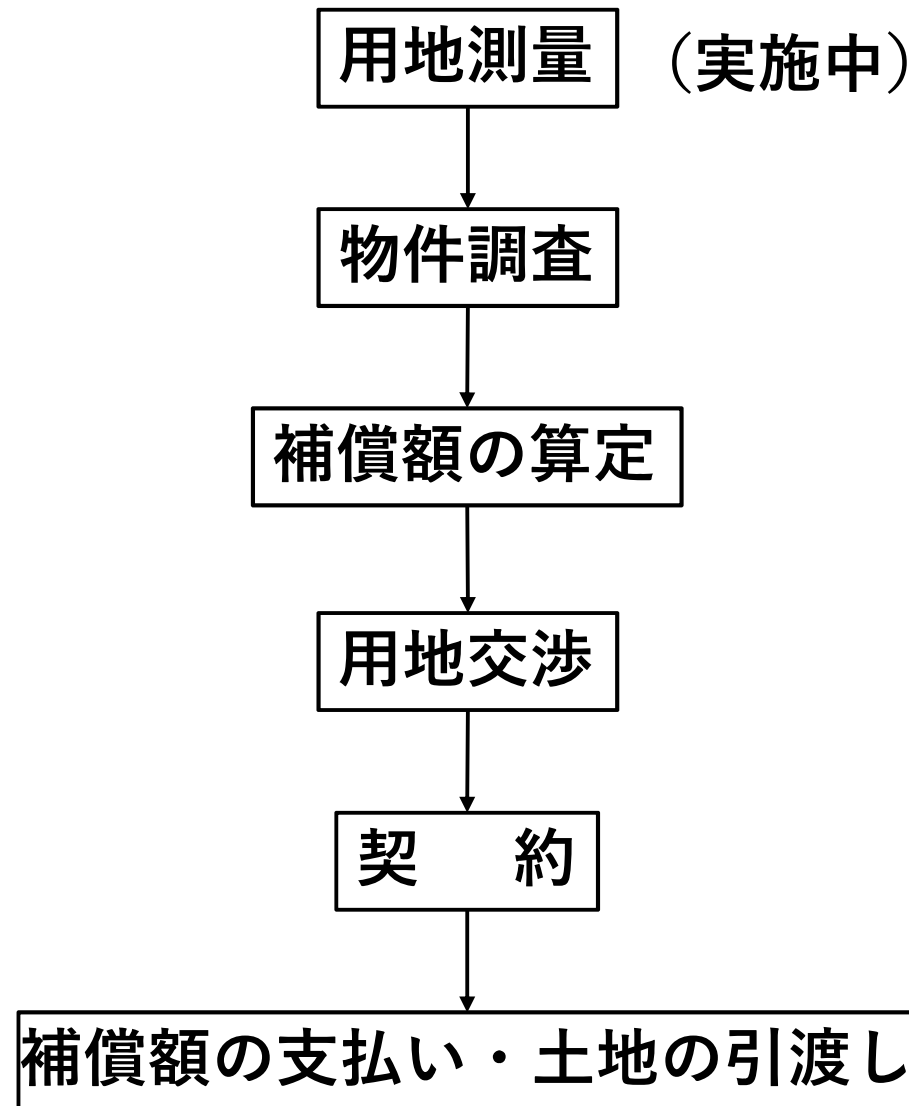 用地測量 （実施中）
物件調査
補償額の算定
用地交渉
契　約
補償額の支払い・土地の引渡し